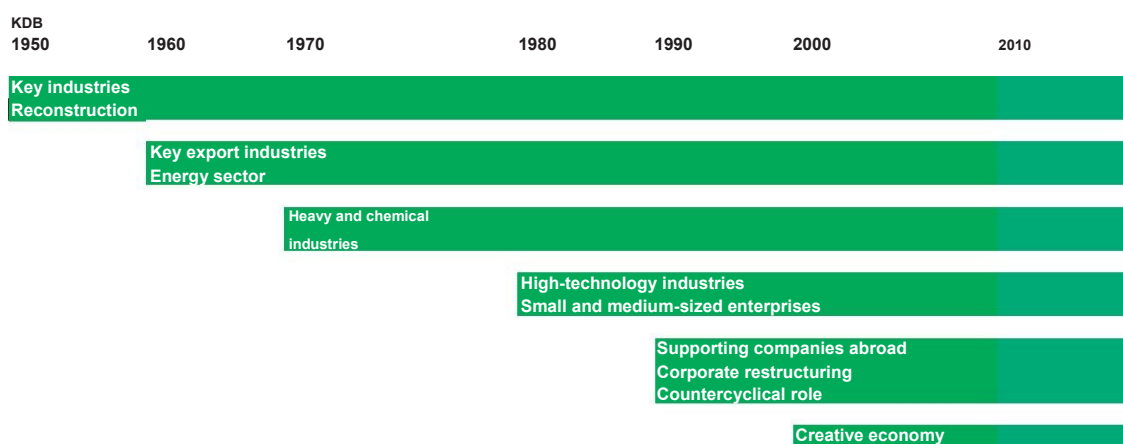 KDB
1950 1960 1970 1980 1990 2000 2010
Key industries
Reconstruction
Key export industries
Energy sector
Heavy and chemical
industries
High-technology industries
Small and medium-sized enterprises
Supporting companies abroad
Corporate restructuring
Countercyclical role
Creative economy